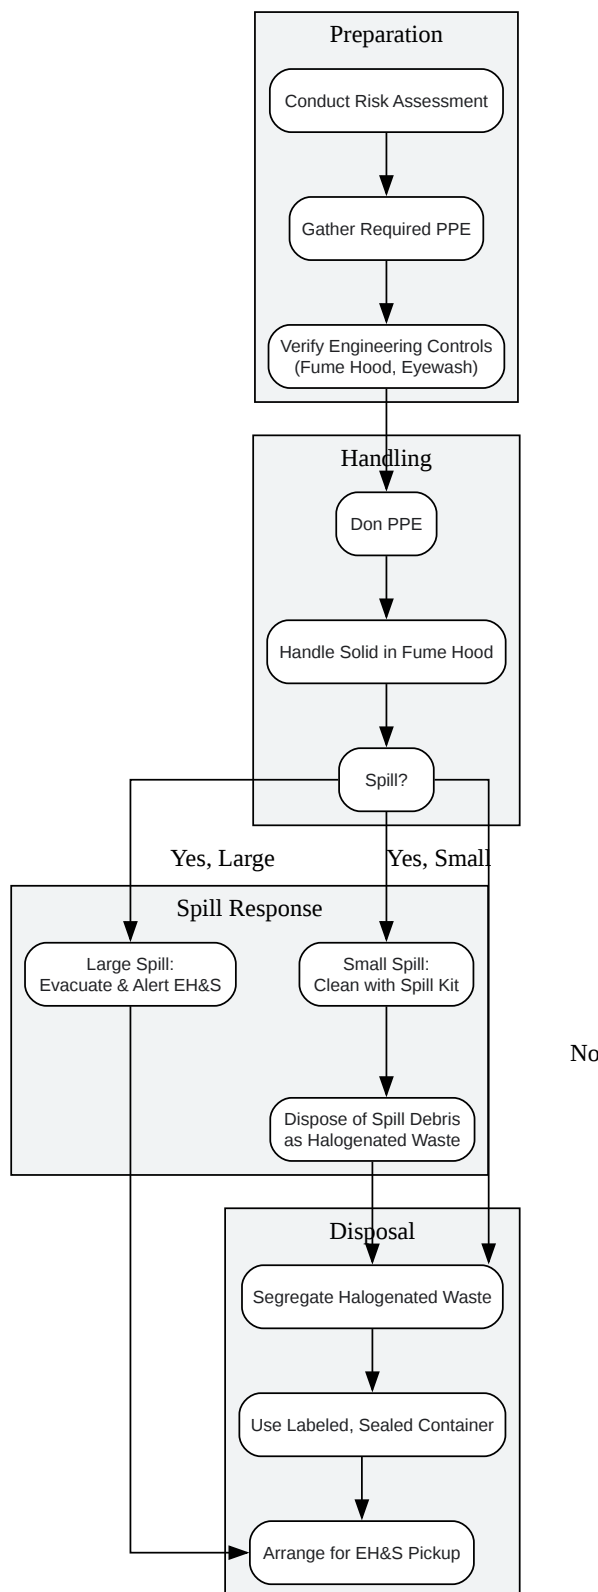 Preparation
Conduct Risk Assessment
Gather Required PPE
Verify Engineering Controls
(Fume Hood, Eyewash)
Handling
Don PPE
Handle Solid in Fume Hood
Spill?
Yes, Large
Yes, Small
Spill Response
Large Spill:
Evacuate & Alert EH&S
Small Spill:
Clean with Spill Kit
No
Dispose of Spill Debris
as Halogenated Waste
Disposal
Segregate Halogenated Waste
Use Labeled, Sealed Container
Arrange for EH&S Pickup